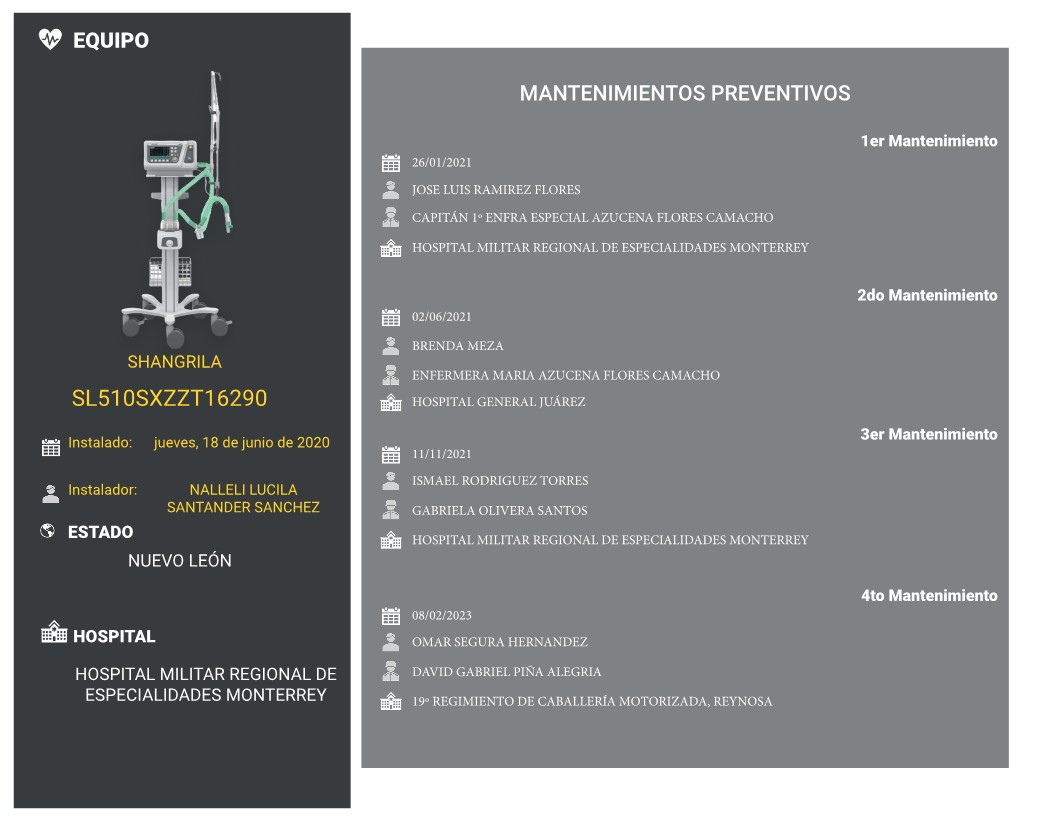 EQUIPO
SHANGRILA
SL510SXZZT16290
Instalado: jueves, 18 de junio de 2020
Instalador: NALLELI LUCILA
SANTANDER SANCHEZ
ESTADO
NUEVO LEÓN
HOSPITAL
HOSPITAL MILITAR REGIONAL DE
ESPECIALIDADES MONTERREY
MANTENIMIENTOS PREVENTIVOS
1er Mantenimiento
26/01/2021
JOSE LUIS RAMIREZ FLORES
CAPITÁN 1º ENFRA ESPECIAL AZUCENA FLORES CAMACHO
HOSPITAL MILITAR REGIONAL DE ESPECIALIDADES MONTERREY
2do Mantenimiento
02/06/2021
BRENDA MEZA
ENFERMERA MARIA AZUCENA FLORES CAMACHO
HOSPITAL GENERAL JUÁREZ
3er Mantenimiento
11/11/2021
ISMAEL RODRIGUEZ TORRES
GABRIELA OLIVERA SANTOS
HOSPITAL MILITAR REGIONAL DE ESPECIALIDADES MONTERREY
4to Mantenimiento
08/02/2023
OMAR SEGURA HERNANDEZ
DAVID GABRIEL PIÑA ALEGRIA
19º REGIMIENTO DE CABALLERÍA MOTORIZADA, REYNOSA